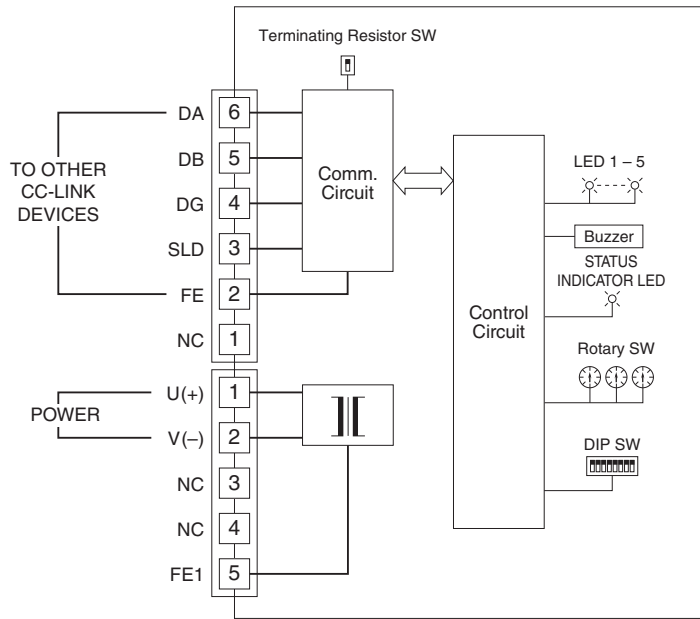 Terminating Resistor SW
TO OTHER
CC-LINK
DEVICES
DA 6
DB 5
DG 4
SLD 3
FE 2
NC 1
Comm.
Circuit
POWER
U(+) 1
V(–) 2
NC 3
NC 4
FE1 5
Control
Circuit
LED 1 – 5
Buzzer
STATUS
INDICATOR LED
Rotary SW
DIP SW